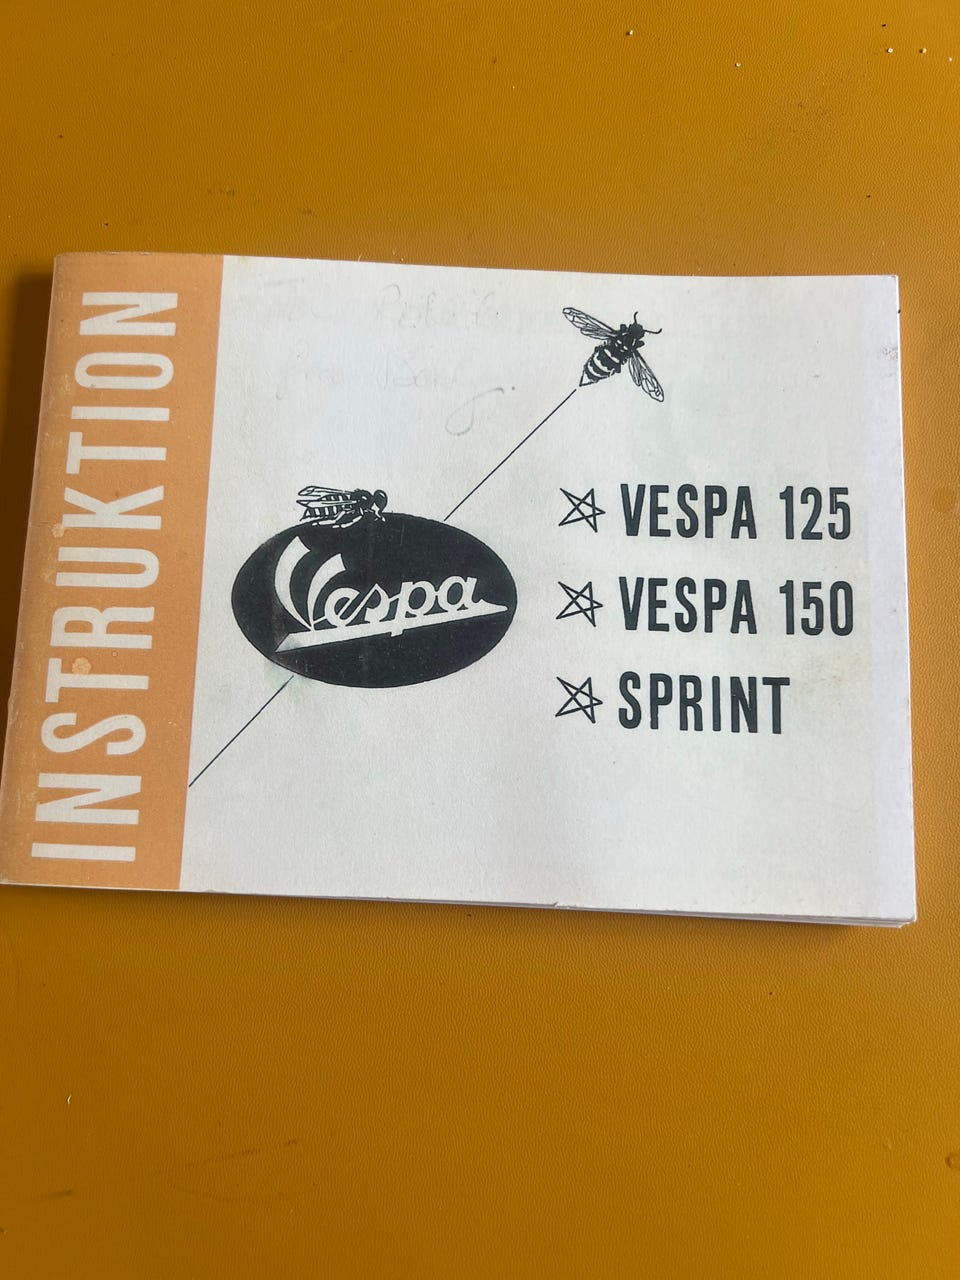 INSTRUKTION
Vespa
VESPA 125
VESPA 150
SPRINT